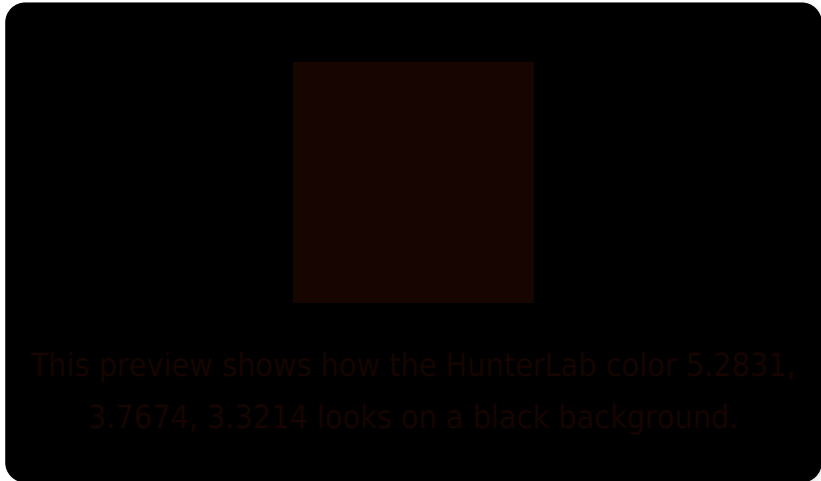 This preview shows how the HunterLab color 5.2831,
3.7674, 3.3214 looks on a black background.